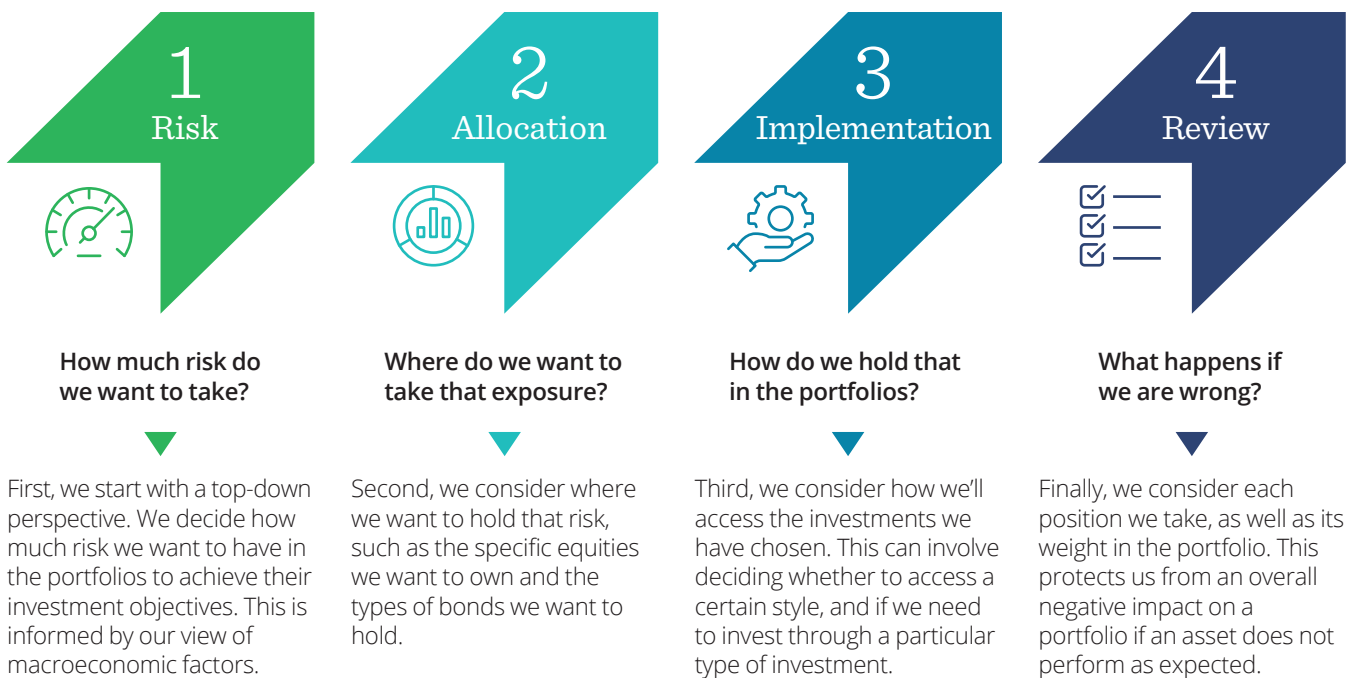 1
Risk
How much risk do
we want to take?
First, we start with a top-down
perspective. We decide how
much risk we want to have in
the portfolios to achieve their
investment objectives. This is
informed by our view of
macroeconomic factors.
2
Allocation
Where do we want to
take that exposure?
Second, we consider where
we want to hold that risk,
such as the specific equities
we want to own and the
types of bonds we want to
hold.
3
Implementation
How do we hold that
in the portfolios?
Third, we consider how we’ll
access the investments we
have chosen. This can involve
deciding whether to access a
certain style, and if we need
to invest through a particular
type of investment.
4
Review
What happens if
we are wrong?
Finally, we consider each
position we take, as well as its
weight in the portfolio. This
protects us from an overall
negative impact on a
portfolio if an asset does not
perform as expected.